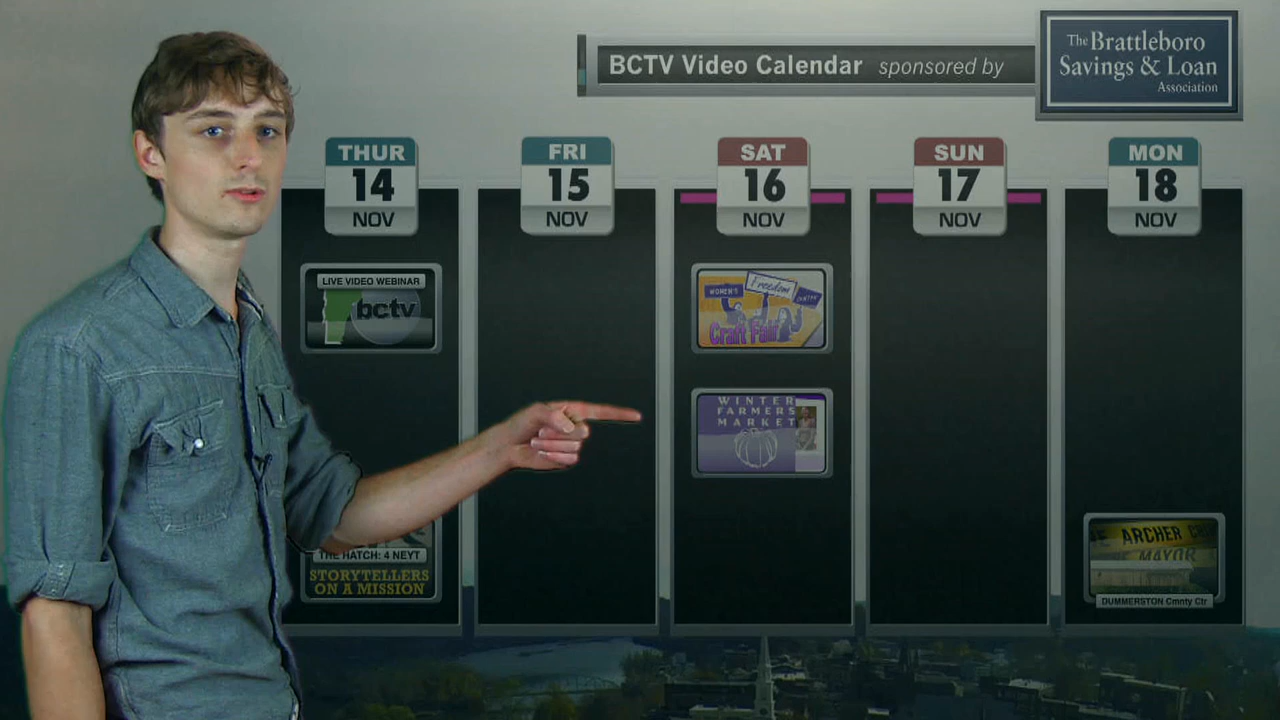 BCTV Video Calendar sponsored by
The Brattleboro
Savings & Loan
Association
THUR
14
NOV
FRI
15
NOV
SAT
16
NOV
SUN
17
NOV
MON
18
NOV
LIVE VIDEO WEBINAR
bctv
THE HATCH: 4 NEYT
STORYTELLERS
ON A MISSION
WOMEN'S Freedom CENTER
Craft Fair
WINTER
FARMERS
MARKET
ARCHER
MAYOR
DUMMERSTON Cmnty Ctr